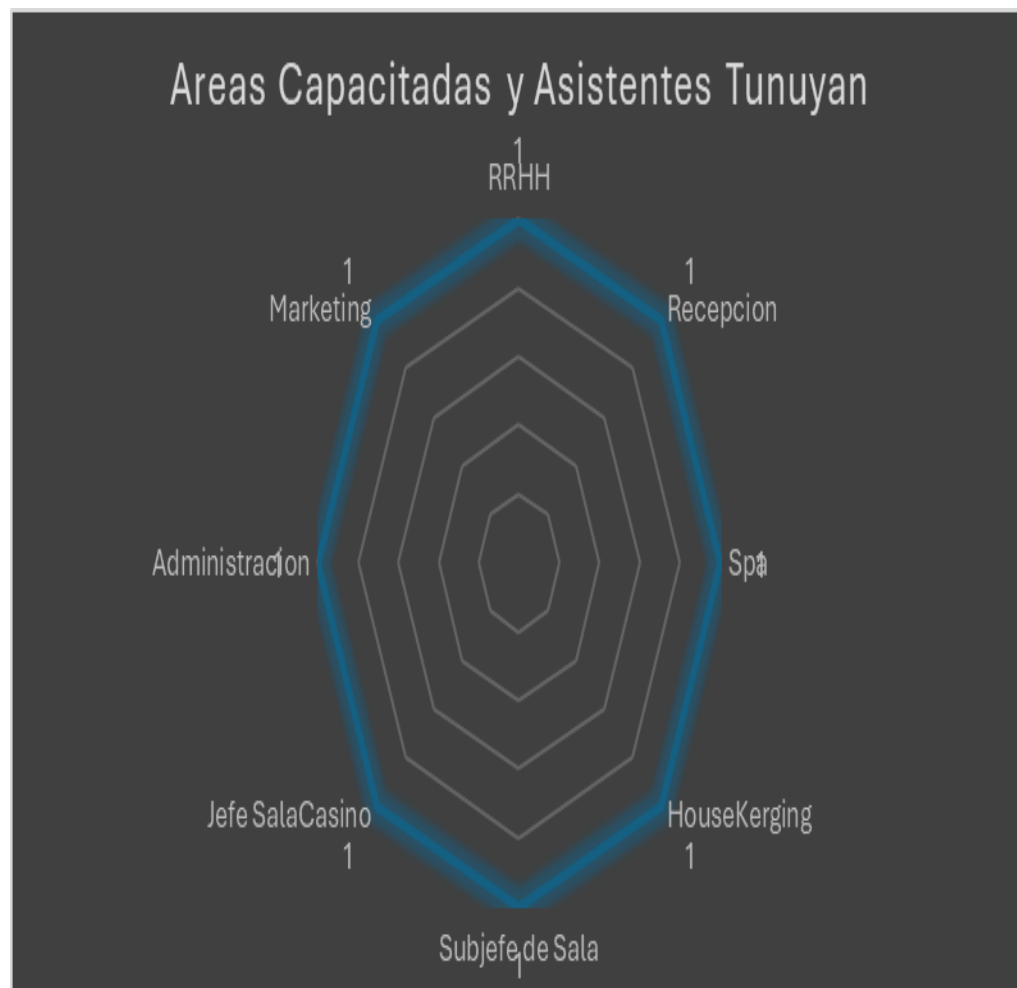 Areas Capacitadas y Asistentes Tunuyan
1
RRHH
1
Marketing
1
Recepcion
Administracion
1
Spa
1
Jefe SalaCasino
1
HouseKerging
1
Subjefe de Sala
1